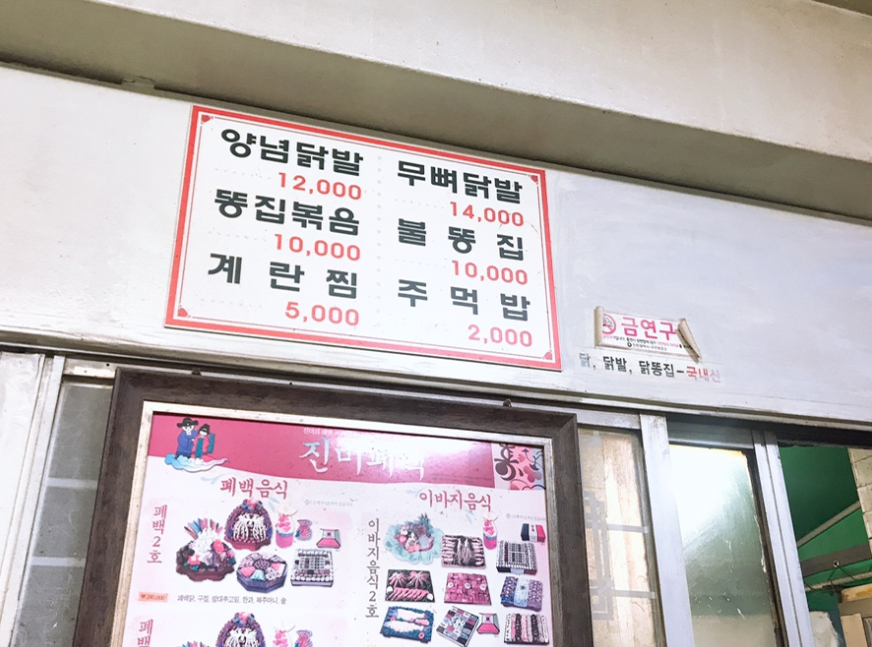 양념닭발
12,000
무뼈닭발
14,000
똥집볶음
10,000
불똥집
10,000
계란찜
5,000
주먹밥
2,000
금연구
닭, 닭발, 닭똥집-국내산
폐백음식
이바지음식
폐백2호
이바지음식2호
폐백